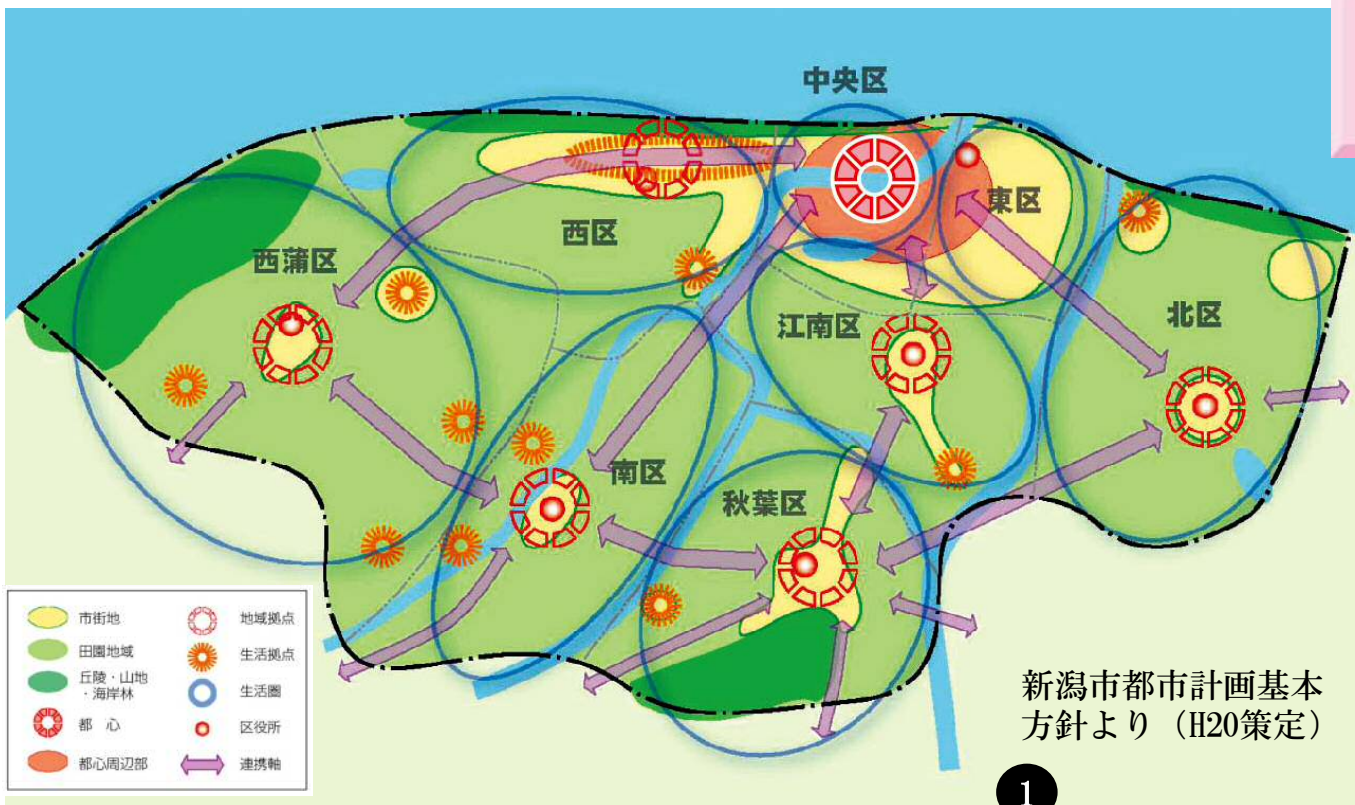 中央区
東区
西区
西蒲区
江南区
北区
南区
秋葉区
市街地
田園地域
丘陵・山地
・海岸林
都 心
都心周辺部
地域拠点
生活拠点
生活圏
区役所
連携軸
新潟市都市計画基本
方針より（H20策定）
1